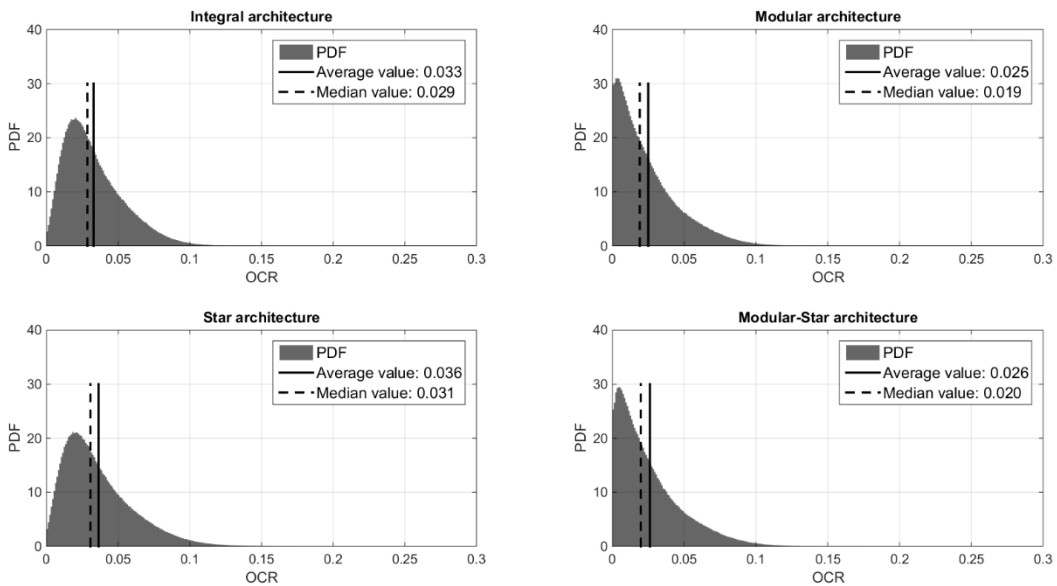 Integral architecture
40
30
20
10
0
PDF
0
0.05
0.1
0.15
0.2
0.25
0.3
OCR
PDF
Average value: 0.033
Median value: 0.029
Modular architecture
40
30
20
10
0
PDF
0
0.05
0.1
0.15
0.2
0.25
0.3
OCR
PDF
Average value: 0.025
Median value: 0.019
Star architecture
40
30
20
10
0
PDF
0
0.05
0.1
0.15
0.2
0.25
0.3
OCR
PDF
Average value: 0.036
Median value: 0.031
Modular-Star architecture
40
30
20
10
0
PDF
0
0.05
0.1
0.15
0.2
0.25
0.3
OCR
PDF
Average value: 0.026
Median value: 0.020